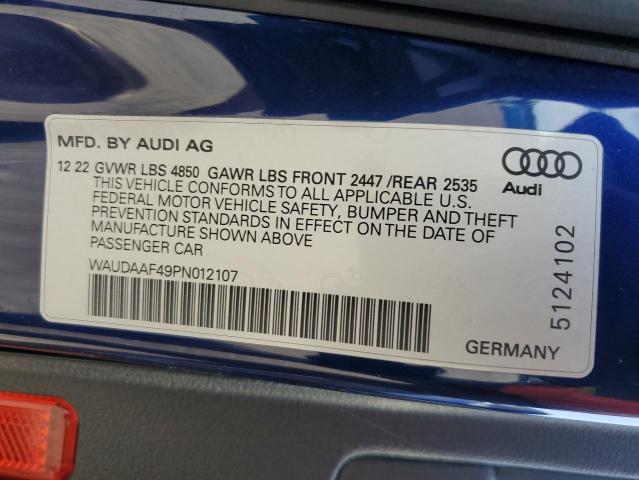 MFD. BY AUDI AG
12 22 GVWR LBS 4850 GAWR LBS FRONT 2447 /REAR 2535
THIS VEHICLE CONFORMS TO ALL APPLICABLE U.S.
FEDERAL MOTOR VEHICLE SAFETY, BUMPER AND THEFT
PREVENTION STANDARDS IN EFFECT ON THE DATE OF
MANUFACTURE SHOWN ABOVE
PASSENGER CAR
WAUDAAF49PN012107
Audi
5124102
GERMANY